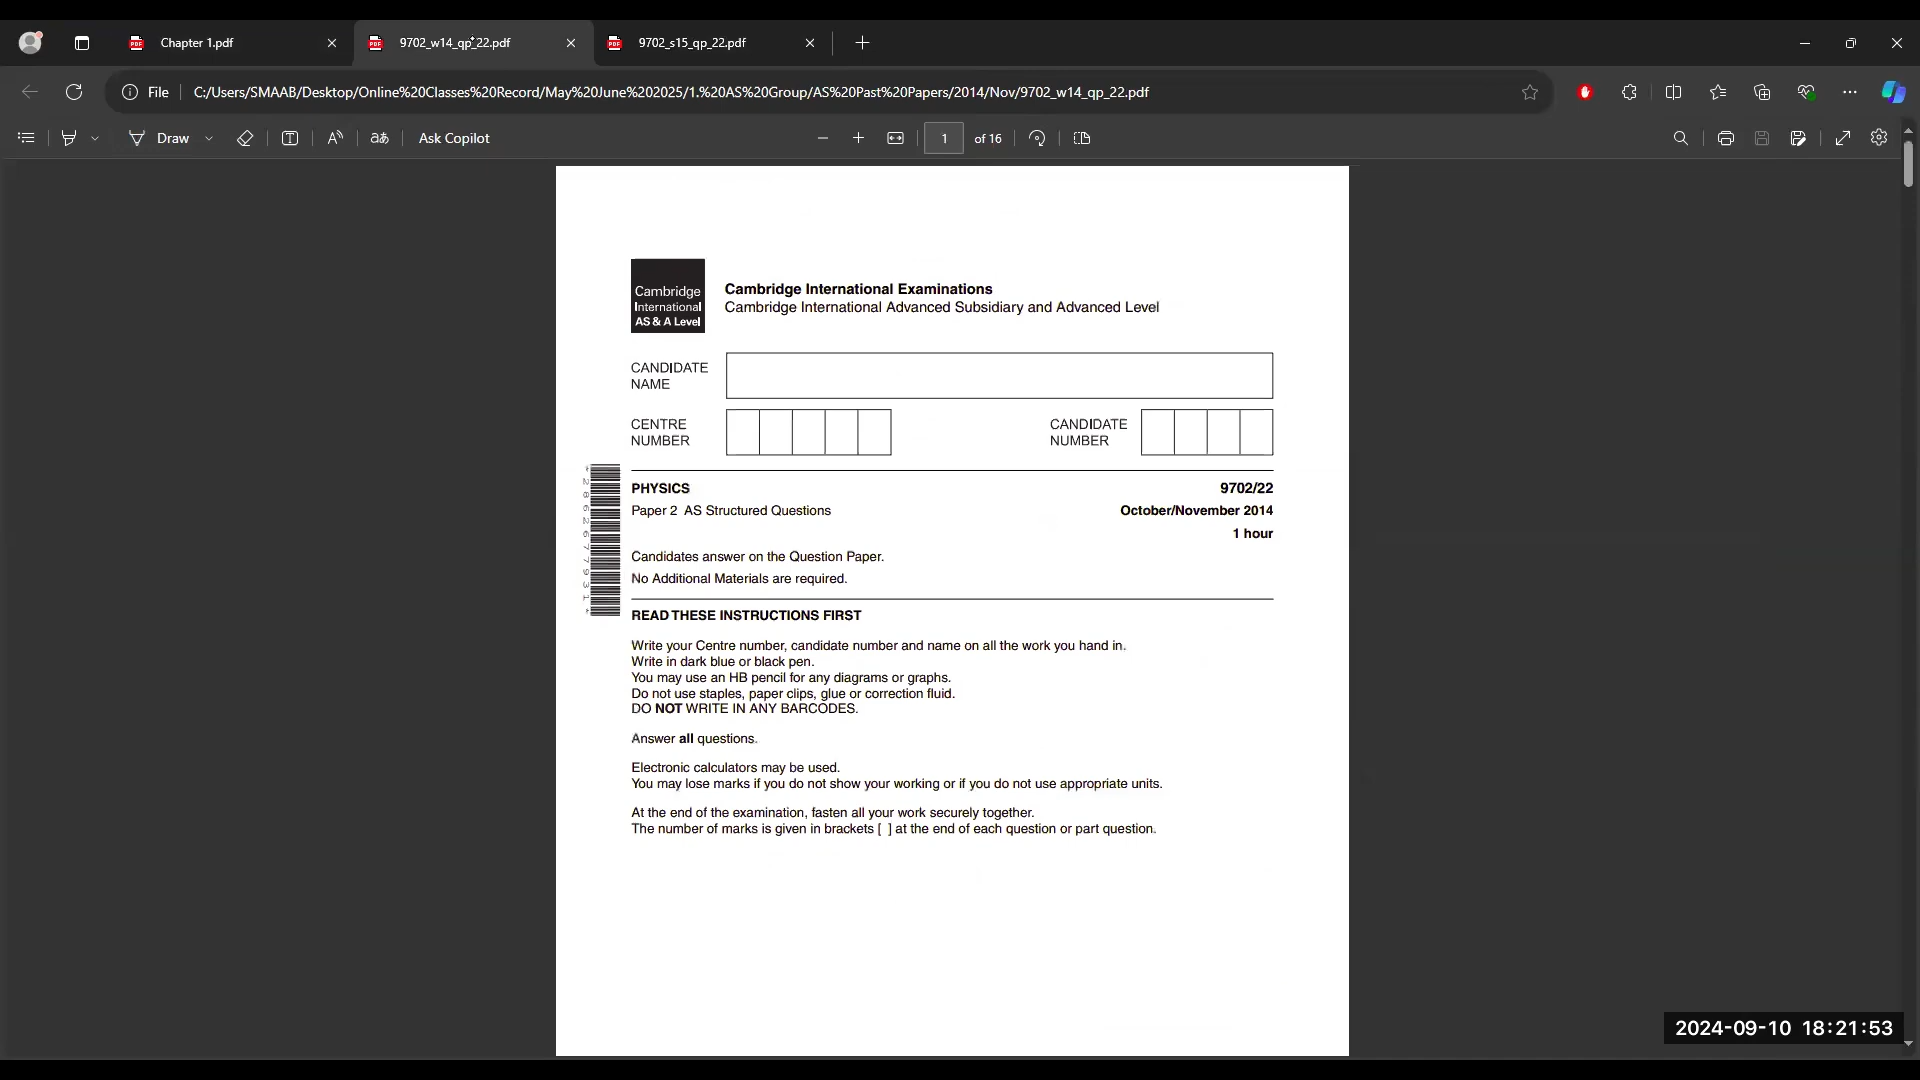 Chapter 1.pdf
9702_w14_qp_22.pdf
9702_s15_qp_22.pdf
File
C:/Users/SMAAB/Desktop/Online%20Classes%20Record/May%20June%202025/1.%20AS%20Group/AS%20Past%20Papers/2014/Nov/9702_w14_qp_22.pdf
Draw
Ask Copilot
1 of 16
Cambridge
International
AS & A Level
Cambridge International Examinations
Cambridge International Advanced Subsidiary and Advanced Level
CANDIDATE
NAME
CENTRE
NUMBER
CANDIDATE
NUMBER
*2862677931*
PHYSICS 9702/22
Paper 2 AS Structured Questions October/November 2014
1 hour
Candidates answer on the Question Paper.
No Additional Materials are required.
READ THESE INSTRUCTIONS FIRST
Write your Centre number, candidate number and name on all the work you hand in.
Write in dark blue or black pen.
You may use an HB pencil for any diagrams or graphs.
Do not use staples, paper clips, glue or correction fluid.
DO NOT WRITE IN ANY BARCODES.
Answer all questions.
Electronic calculators may be used.
You may lose marks if you do not show your working or if you do not use appropriate units.
At the end of the examination, fasten all your work securely together.
The number of marks is given in brackets [ ] at the end of each question or part question.
2024-09-10 18:21:53